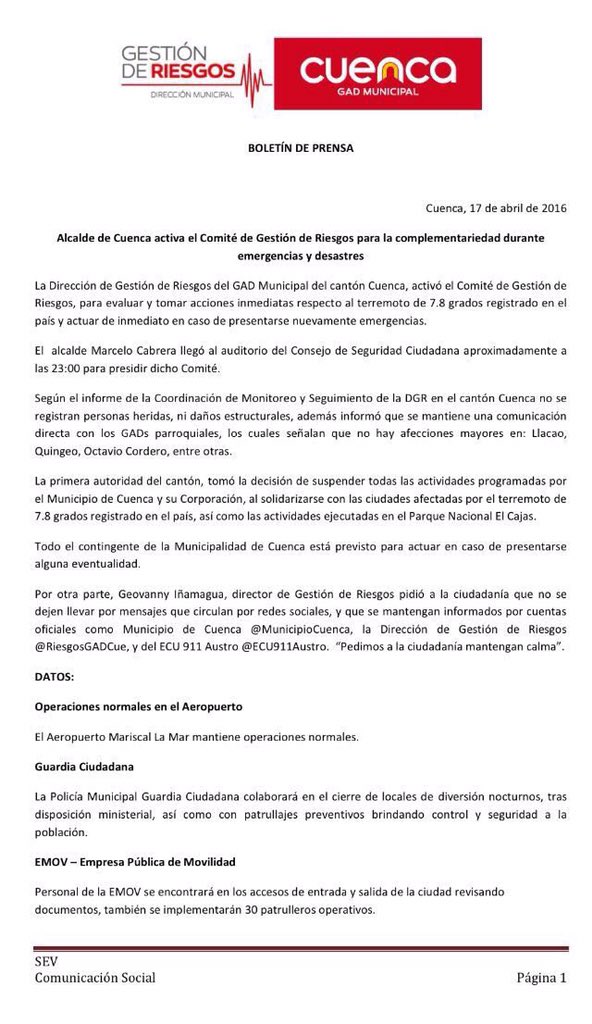 GESTIÓN
DE RIESGOS
DIRECCIÓN MUNICIPAL
cuenca
GAD MUNICIPAL
BOLETÍN DE PRENSA
Cuenca, 17 de abril de 2016
Alcalde de Cuenca activa el Comité de Gestión de Riesgos para la complementariedad durante
emergencias y desastres
La Dirección de Gestión de Riesgos del GAD Municipal del cantón Cuenca, activó el Comité de Gestión de
Riesgos, para evaluar y tomar acciones inmediatas respecto al terremoto de 7.8 grados registrado en el
país y actuar de inmediato en caso de presentarse nuevamente emergencias.
El alcalde Marcelo Cabrera llegó al auditorio del Consejo de Seguridad Ciudadana aproximadamente a
las 23:00 para presidir dicho Comité.
Según el informe de la Coordinación de Monitoreo y Seguimiento de la DGR en el cantón Cuenca no se
registran personas heridas, ni daños estructurales, además informó que se mantiene una comunicación
directa con los GADs parroquiales, los cuales señalan que no hay afecciones mayores en: Llacao,
Quingeo, Octavio Cordero, entre otras.
La primera autoridad del cantón, tomó la decisión de suspender todas las actividades programadas por
el Municipio de Cuenca y su Corporación, al solidarizarse con las ciudades afectadas por el terremoto de
7.8 grados registrado en el país, así como las actividades ejecutadas en el Parque Nacional El Cajas.
Todo el contingente de la Municipalidad de Cuenca está previsto para actuar en caso de presentarse
alguna eventualidad.
Por otra parte, Geovanny Iñamagua, director de Gestión de Riesgos pidió a la ciudadanía que no se
dejen llevar por mensajes que circulan por redes sociales, y que se mantengan informados por cuentas
oficiales como Municipio de Cuenca @MunicipioCuenca, la Dirección de Gestión de Riesgos
@RiesgosGADCue, y del ECU 911 Austro @ECU911Austro. “Pedimos a la ciudadanía mantengan calma”.
DATOS:
Operaciones normales en el Aeropuerto
El Aeropuerto Mariscal La Mar mantiene operaciones normales.
Guardia Ciudadana
La Policía Municipal Guardia Ciudadana colaborará en el cierre de locales de diversión nocturnos, tras
disposición ministerial, así como con patrullajes preventivos brindando control y seguridad a la
población.
EMOV – Empresa Pública de Movilidad
Personal de la EMOV se encontrará en los accesos de entrada y salida de la ciudad revisando
documentos, también se implementarán 30 patrulleros operativos.
SEV
Comunicación Social Página 1